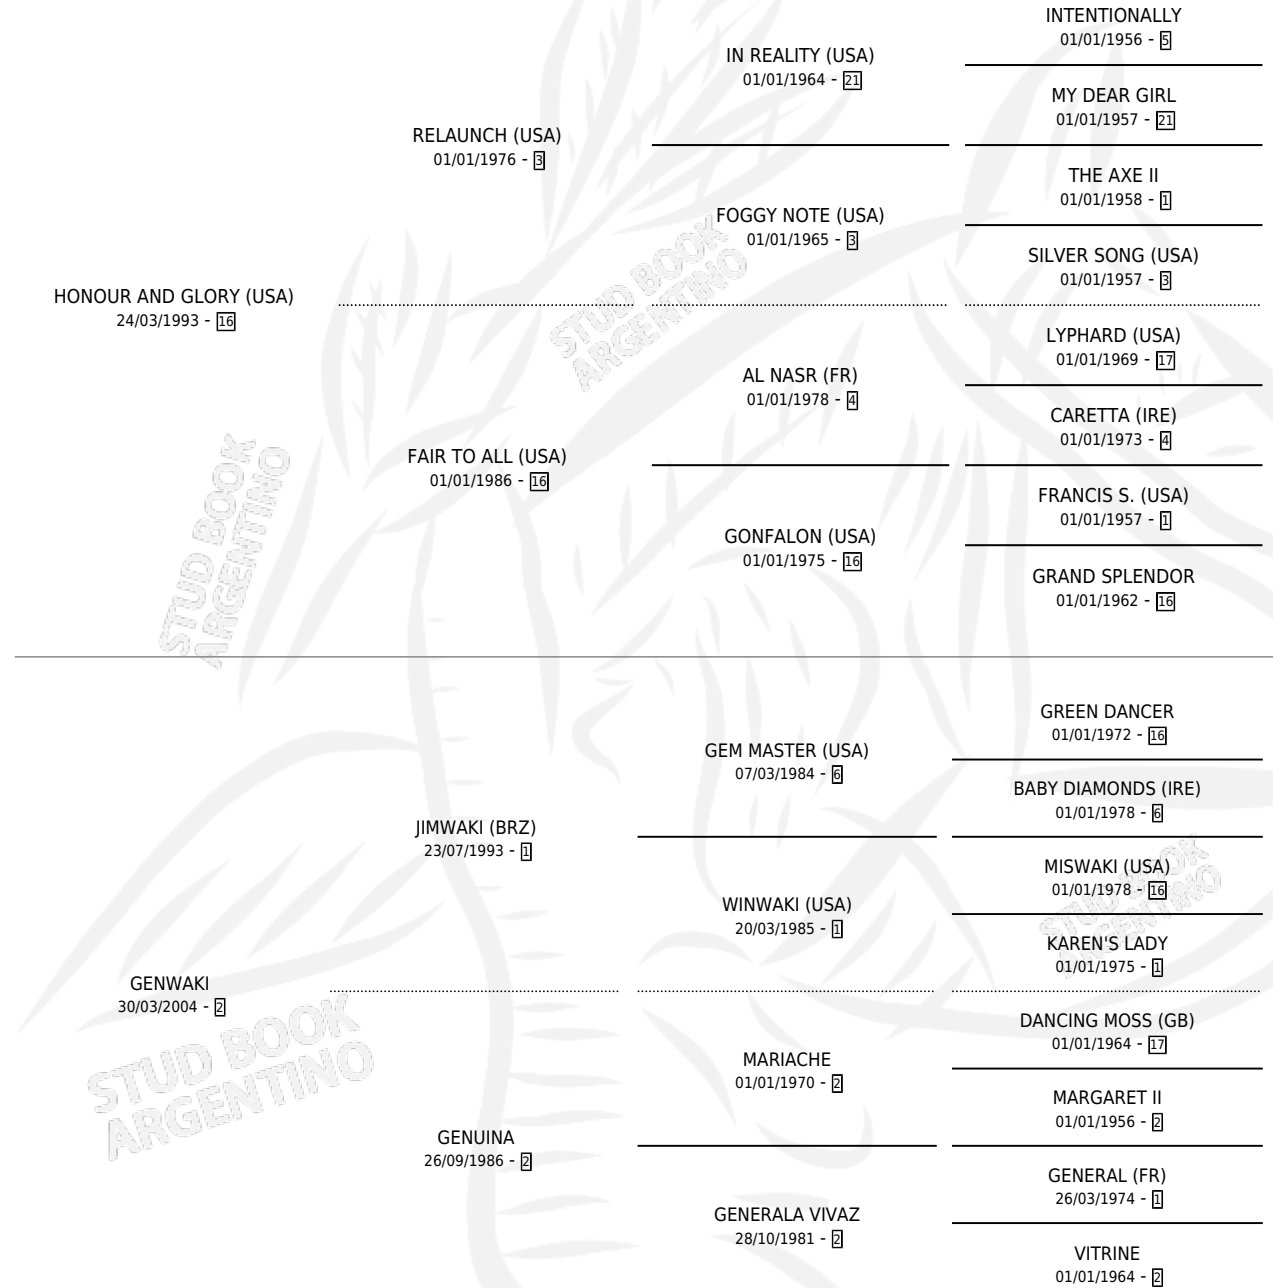 INTENTIONALLY
01/01/1956 - 5
IN REALITY (USA)
01/01/1964 - 21
MY DEAR GIRL
01/01/1957 - 21
RELAUNCH (USA)
01/01/1976 - 3
THE AXE II
01/01/1958 - 1
FOGGY NOTE (USA)
01/01/1965 - 3
SILVER SONG (USA)
01/01/1957 - 3
HONOUR AND GLORY (USA)
24/03/1993 - 16
LYPHARD (USA)
01/01/1969 - 17
AL NASR (FR)
01/01/1978 - 4
CARETTA (IRE)
01/01/1973 - 4
FAIR TO ALL (USA)
01/01/1986 - 16
FRANCIS S. (USA)
01/01/1957 - 1
GONFALON (USA)
01/01/1975 - 16
GRAND SPLENDOR
01/01/1962 - 16
GREEN DANCER
01/01/1972 - 16
GEM MASTER (USA)
07/03/1984 - 6
BABY DIAMONDS (IRE)
01/01/1978 - 6
JIMWAKI (BRZ)
23/07/1993 - 1
MISWAKI (USA)
01/01/1978 - 16
WINWAKI (USA)
20/03/1985 - 1
KAREN'S LADY
01/01/1975 - 1
GENWAKI
30/03/2004 - 2
DANCING MOSS (GB)
01/01/1964 - 17
MARIACHE
01/01/1970 - 2
MARGARET II
01/01/1956 - 2
GENUINA
26/09/1986 - 2
GENERAL (FR)
26/03/1974 - 1
GENERALA VIVAZ
28/10/1981 - 2
VITRINE
01/01/1964 - 2
STUD BOOK
ARGENTINO
STUD BOOK
ARGENTINO
STUD BOOK
ARGENTINO
STUD BOOK
ARGENTINO